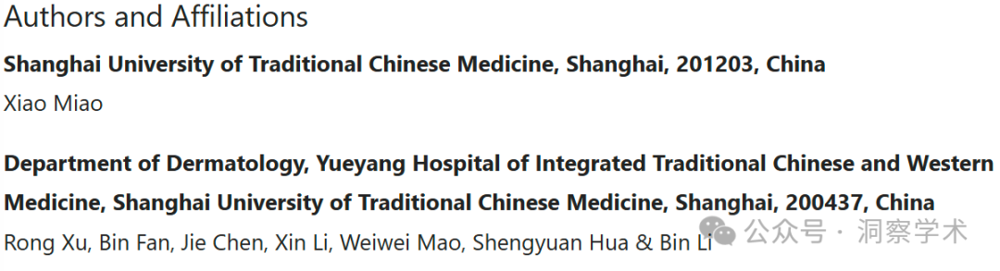 Authors and Affiliations
Shanghai University of Traditional Chinese Medicine, Shanghai, 201203, China
Xiao Miao
Department of Dermatology, Yueyang Hospital of Integrated Traditional Chinese and Western
Medicine, Shanghai University of Traditional Chinese Medicine, Shanghai, 200437, China
Rong Xu, Bin Fan, Jie Chen, Xin Li, Weiwei Mao, Shengyuan Hua & Bin Li
公众号 · 洞察学术